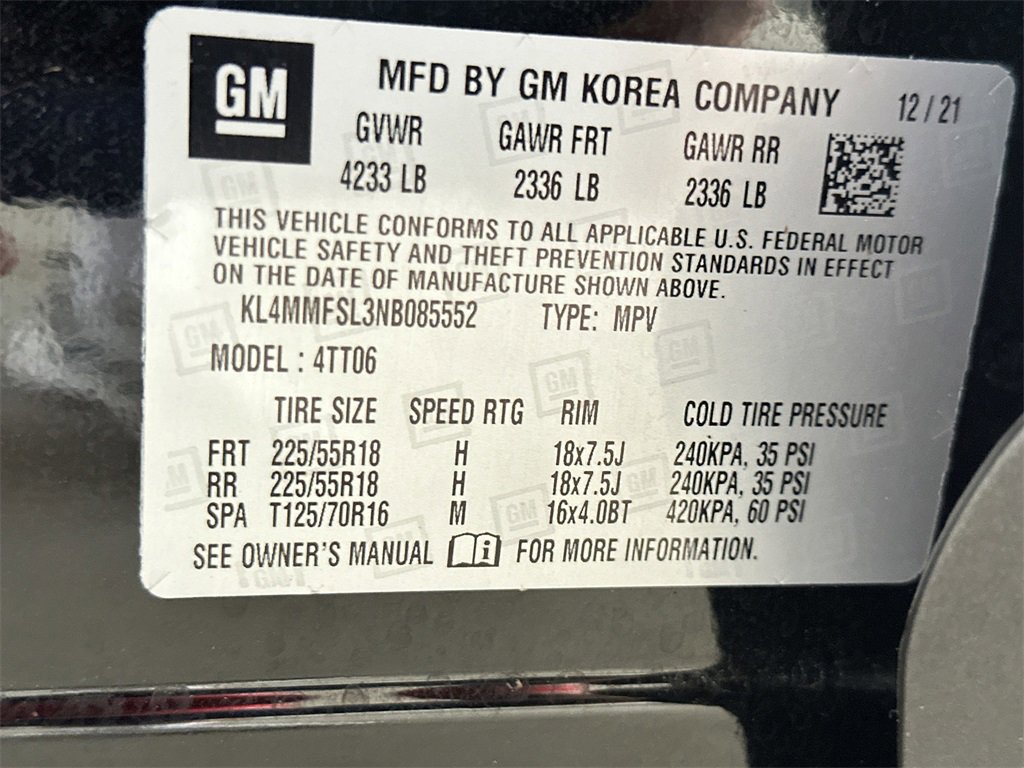 GM MFD BY GM KOREA COMPANY 12/21
GVWR GAWR FRT GAWR RR
4233 LB 2336 LB 2336 LB
THIS VEHICLE CONFORMS TO ALL APPLICABLE U.S. FEDERAL MOTOR
VEHICLE SAFETY AND THEFT PREVENTION STANDARDS IN EFFECT
ON THE DATE OF MANUFACTURE SHOWN ABOVE.
KL4MMFSL3NB085552 TYPE: MPV
MODEL : 4TT06
TIRE SIZE SPEED RTG RIM COLD TIRE PRESSURE
FRT 225/55R18 H 18x7.5J 240KPA, 35 PSI
RR 225/55R18 H 18x7.5J 240KPA, 35 PSI
SPA T125/70R16 M 16x4.0BT 420KPA, 60 PSI
SEE OWNER'S MANUAL i FOR MORE INFORMATION.